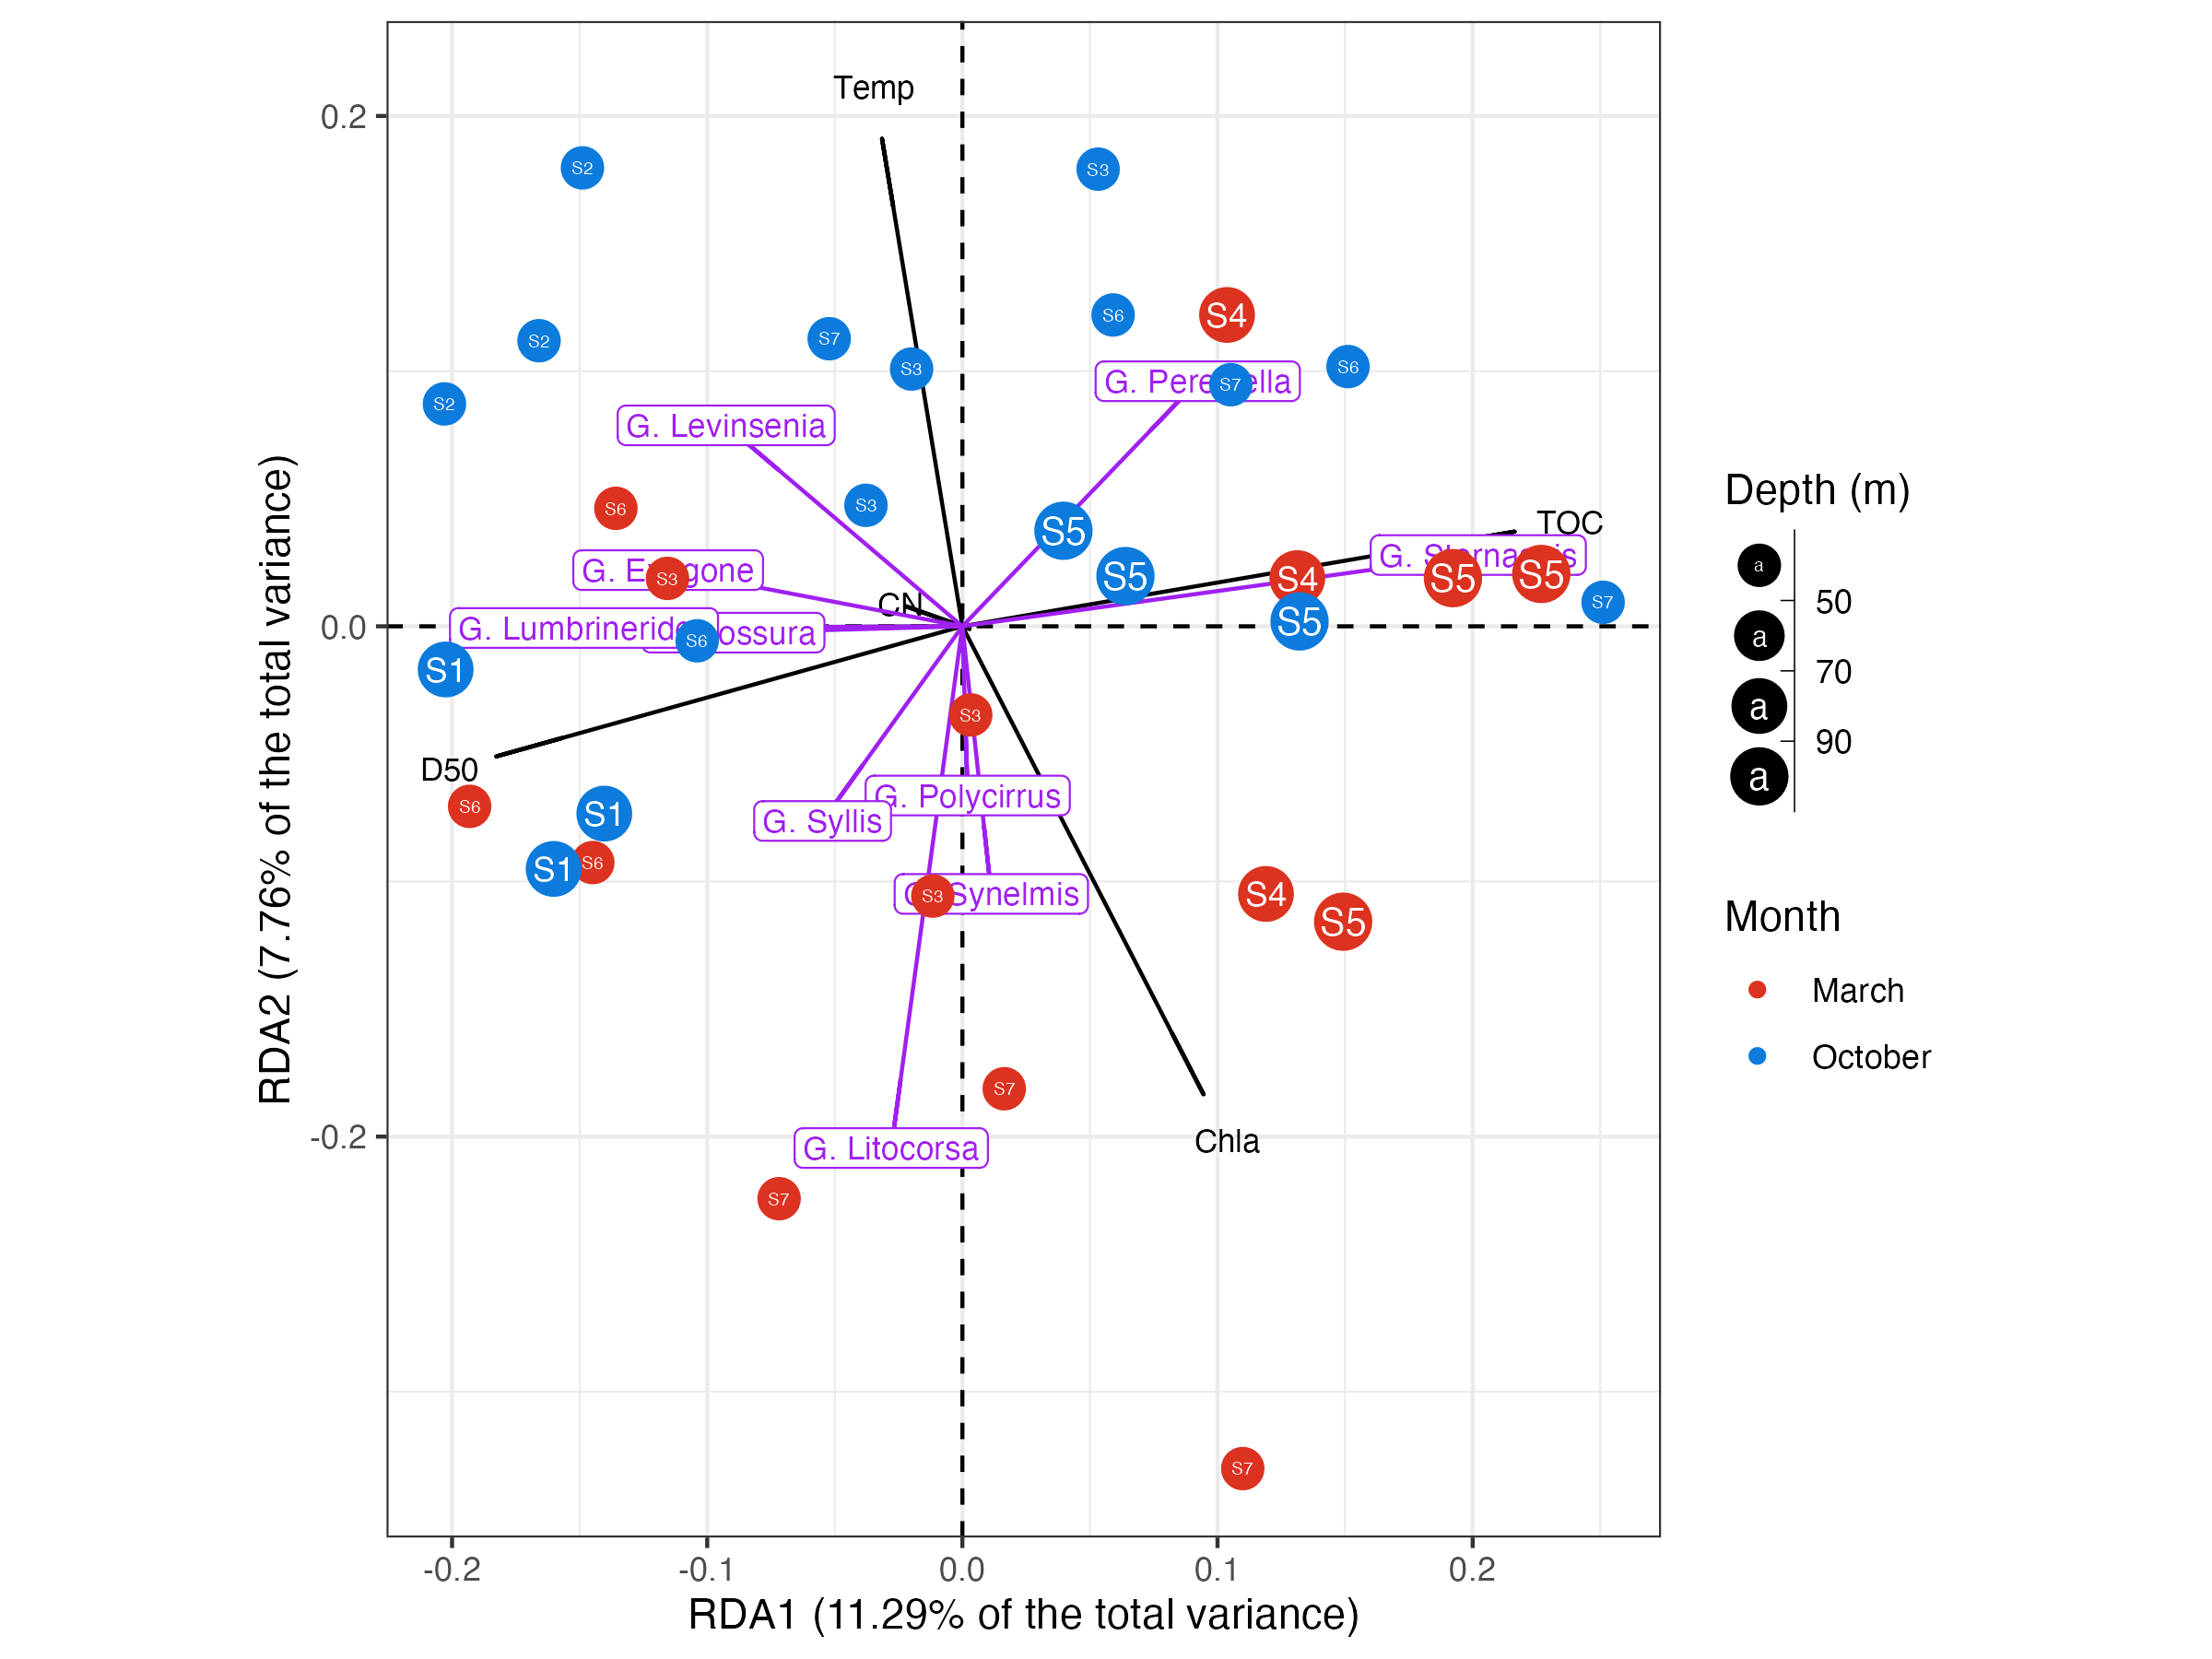 Temp
0.2
S2
S3
S6
S4
S2
S7
S3
S6
S7
S2
G. Levinsenia
S3
S6
TOC
S5
G. Exogone
S3
S5
S4
S5
S5
S7
CN
0.0
G. Lumbrineride
S6
ossura
S5
S1
S3
D50
S6
S1
G. Polycirrus
G. Syllis
S1
S6
S3
Synelmis
S4
S5
S7
Chla
-0.2
G. Litocorsa
S7
S7
-0.2
-0.1
0.0
0.1
0.2
RDA1 (11.29% of the total variance)
RDA2 (7.76% of the total variance)
Depth (m)
a
50
a
70
a
90
a
Month
March
October